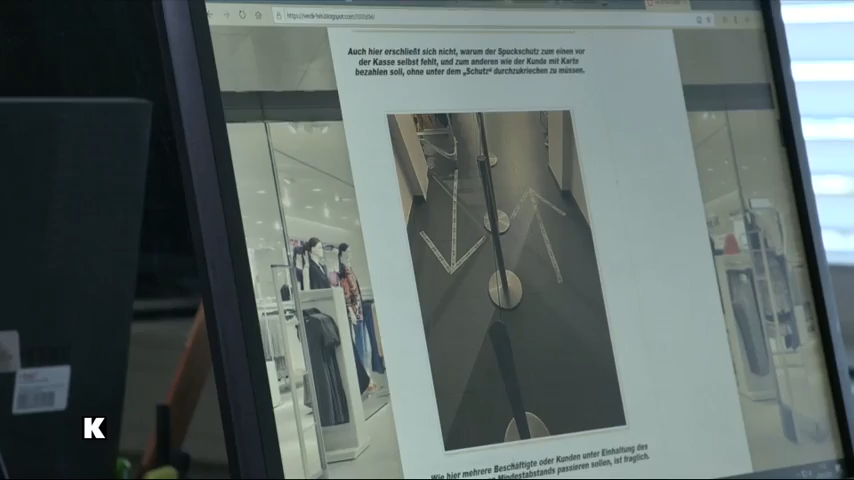 Auch hier erschließt sich nicht, warum der Spuckschutz zum einen vor
der Kasse selbst fehlt, und zum anderen wie der Kunde mit Karte
bezahlen soll, ohne unter dem „Schutz“ durchzukriechen zu müssen.
Wie hier mehrere Beschäftigte oder Kunden unter Einhaltung des
Mindestabstands passieren sollen, ist fraglich.
K